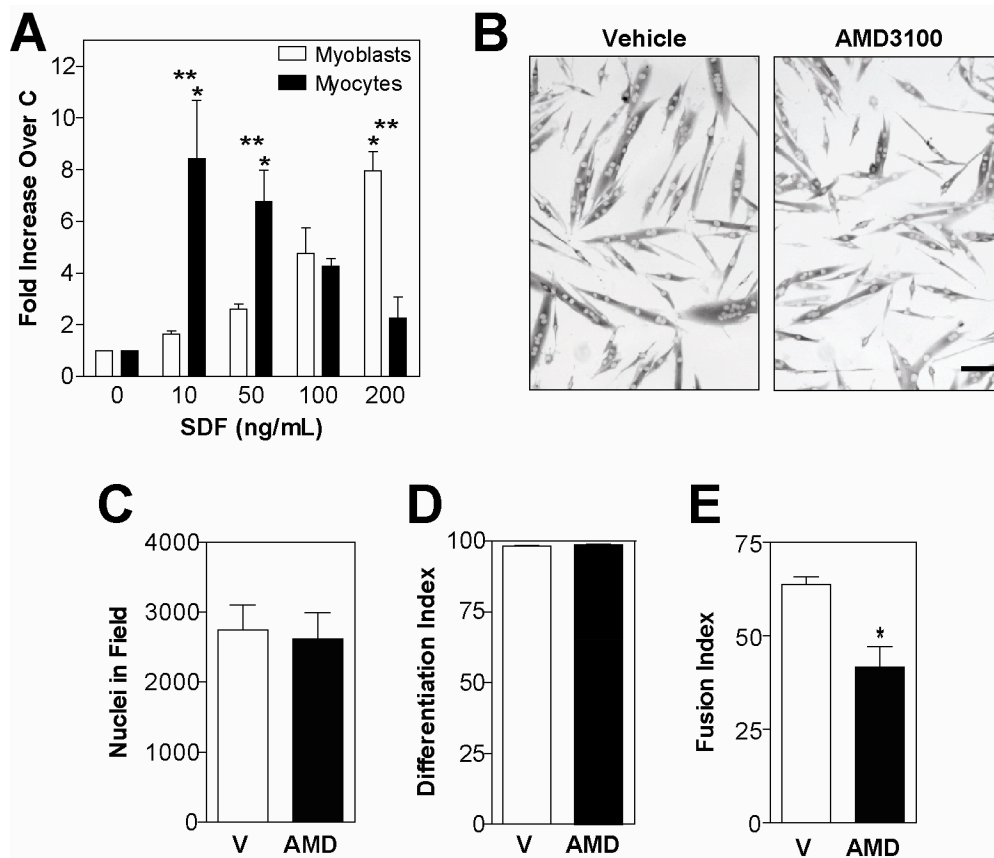 A
Fold Increase Over C
12
10
8
6
4
2
0
Myoblasts
Myocytes
**
*
**
*
**
*
0 10 50 100 200
SDF (ng/mL)
B
Vehicle AMD3100
C
Nuclei in Field
4000
3000
2000
1000
0
V AMD
D
Differentiation Index
100
75
50
25
0
V AMD
E
Fusion Index
75
50
25
0
*
V AMD